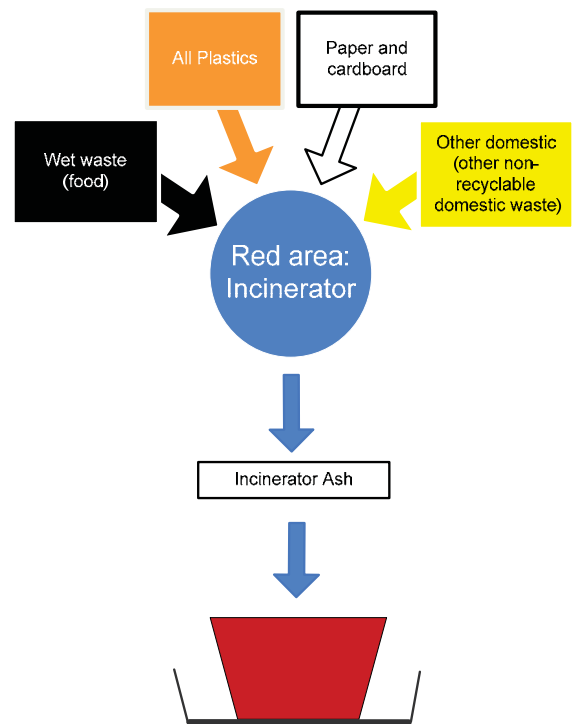 All Plastics
Paper and
cardboard
Wet waste
(food)
Other domestic
(other non-
recyclable
domestic waste)
Red area:
Incinerator
Incinerator Ash